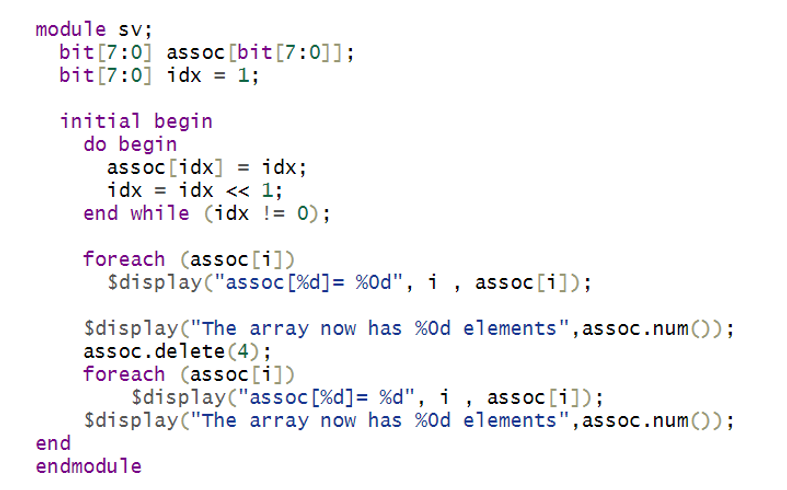 module sv;
  bit[7:0] assoc[bit[7:0]];
  bit[7:0] idx = 1;

  initial begin
    do begin
      assoc[idx] = idx;
      idx = idx << 1;
    end while (idx != 0);

    foreach (assoc[i])
      $display("assoc[%d]= %0d", i , assoc[i]);

    $display("The array now has %0d elements",assoc.num());
    assoc.delete(4);
    foreach (assoc[i])
        $display("assoc[%d]= %d", i , assoc[i]);
    $display("The array now has %0d elements",assoc.num());
end
endmodule